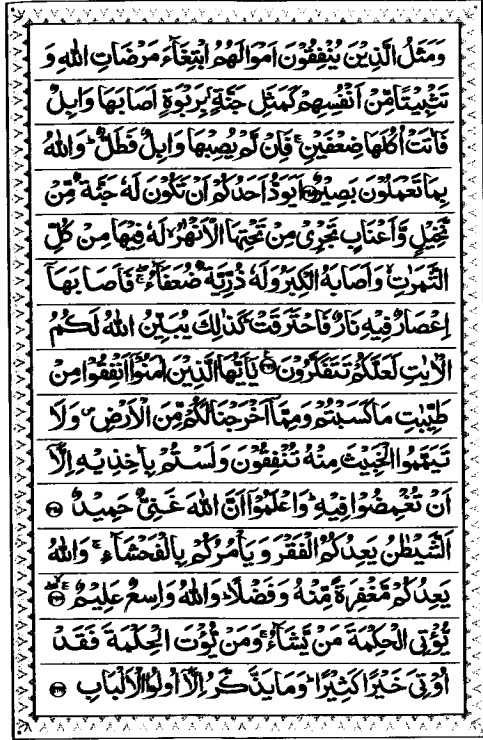 وَمَثَلُ الَّذِيْنَ يُنْفِقُوْنَ اَمْوَالَهُمُ ابْتِغَآءَ مَرْضَاتِ اللّٰهِ وَ
تَثْبِيْتًا مِّنْ اَنْفُسِهِمْ كَمَثَلِ جَنَّةٍۭ بِرَبْوَةٍ اَصَابَهَا وَابِلٌ
فَاٰتَتْ اُكُلَهَا ضِعْفَيْنِ ۚ فَاِنْ لَّمْ يُصِبْهَا وَابِلٌ فَطَلٌّ ؕ وَاللّٰهُ
بِمَا تَعْمَلُوْنَ بَصِيْرٌ ۝ اَيَوَدُّ اَحَدُكُمْ اَنْ تَكُوْنَ لَهٗ جَنَّةٌ مِّنْ
نَّخِيْلٍ وَّاَعْنَابٍ تَجْرِيْ مِنْ تَحْتِهَا الْاَنْهٰرُ ۙ لَهٗ فِيْهَا مِنْ كُلِّ
الثَّمَرٰتِ ۙ وَاَصَابَهُ الْكِبَرُ وَلَهٗ ذُرِّيَّةٌ ضُعَفَآءُ ۖ فَاَصَابَهَاۤ
اِعْصَارٌ فِيْهِ نَارٌ فَاحْتَرَقَتْ ؕ كَذٰلِكَ يُبَيِّنُ اللّٰهُ لَكُمُ
الْاٰيٰتِ لَعَلَّكُمْ تَتَفَكَّرُوْنَ ۝ يٰۤاَيُّهَا الَّذِيْنَ اٰمَنُوْۤا اَنْفِقُوْا مِنْ
طَيِّبٰتِ مَا كَسَبْتُمْ وَمِمَّاۤ اَخْرَجْنَا لَكُمْ مِّنَ الْاَرْضِ ۪ وَلَا
تَيَمَّمُوا الْخَبِيْثَ مِنْهُ تُنْفِقُوْنَ وَلَسْتُمْ بِاٰخِذِيْهِ اِلَّاۤ
اَنْ تُغْمِضُوْا فِيْهِ ؕ وَاعْلَمُوْۤا اَنَّ اللّٰهَ غَنِيٌّ حَمِيْدٌ ۝
اَلشَّيْطٰنُ يَعِدُكُمُ الْفَقْرَ وَيَاْمُرُكُمْ بِالْفَحْشَآءِ ۚ وَاللّٰهُ
يَعِدُكُمْ مَّغْفِرَةً مِّنْهُ وَفَضْلًا ؕ وَاللّٰهُ وَاسِعٌ عَلِيْمٌ ۝
يُّؤْتِي الْحِكْمَةَ مَنْ يَّشَآءُ ۚ وَمَنْ يُّؤْتَ الْحِكْمَةَ فَقَدْ
اُوْتِيَ خَيْرًا كَثِيْرًا ؕ وَمَا يَذَّكَّرُ اِلَّاۤ اُولُوا الْاَلْبَابِ ۝